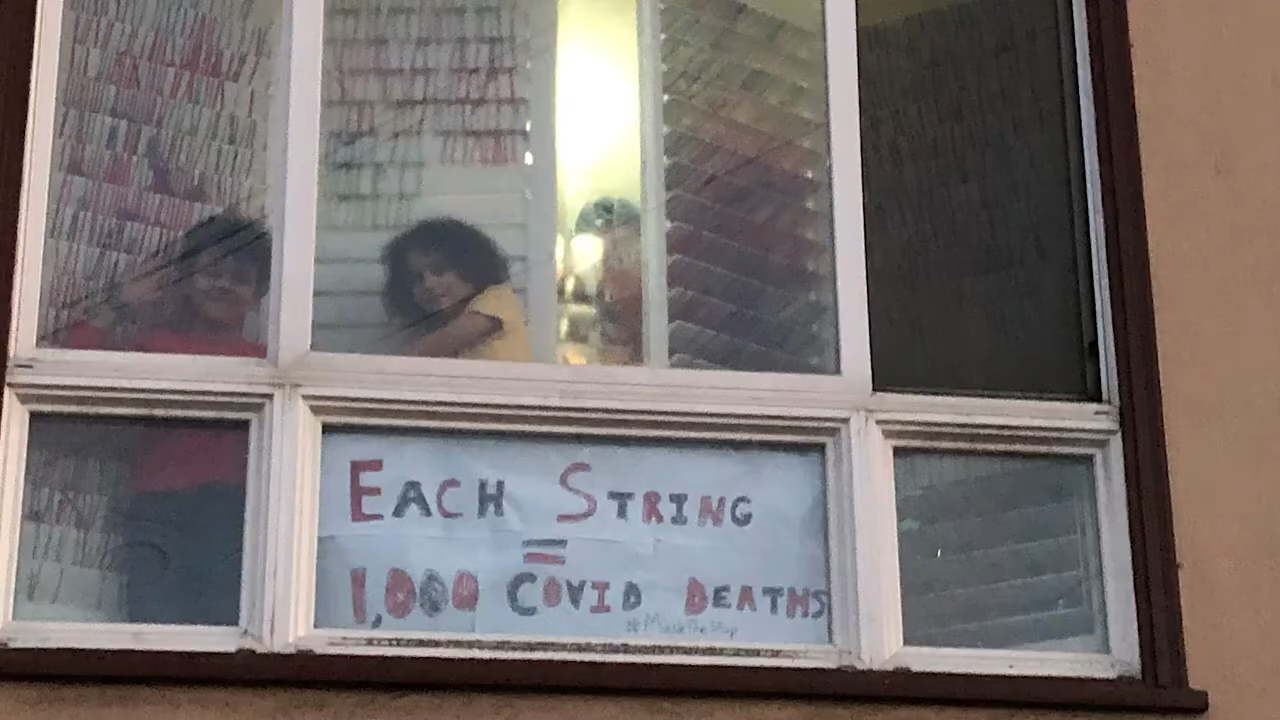 EACH STRING
=
1,000 COVID DEATHS